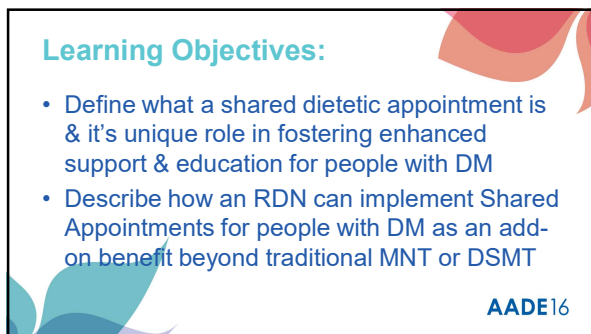 Learning Objectives:
• Define what a shared dietetic appointment is
& it's unique role in fostering enhanced
support & education for people with DM
• Describe how an RDN can implement Shared
Appointments for people with DM as an add-
on benefit beyond traditional MNT or DSMT
AADE16